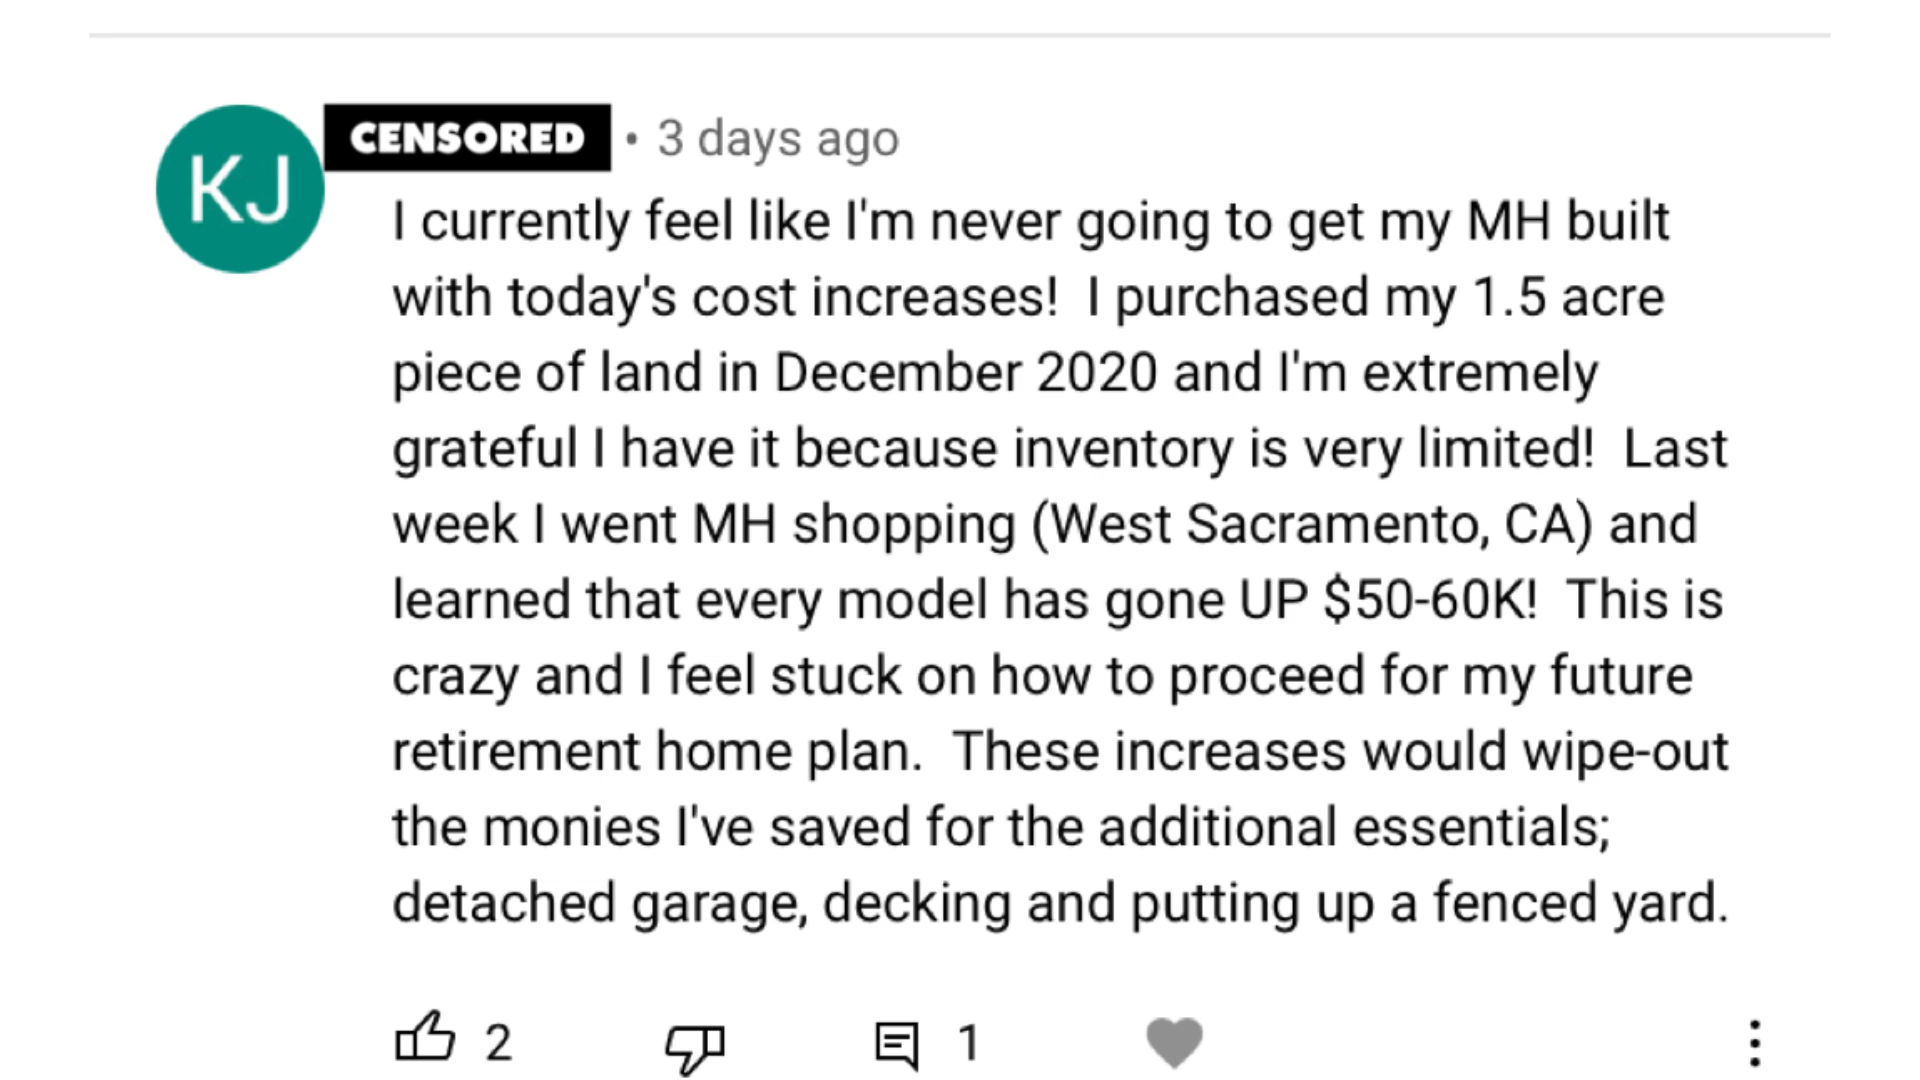 CENSORED • 3 days ago
KJ
I currently feel like I'm never going to get my MH built
with today's cost increases!  I purchased my 1.5 acre
piece of land in December 2020 and I'm extremely
grateful I have it because inventory is very limited!  Last
week I went MH shopping (West Sacramento, CA) and
learned that every model has gone UP $50-60K!  This is
crazy and I feel stuck on how to proceed for my future
retirement home plan.  These increases would wipe-out
the monies I've saved for the additional essentials;
detached garage, decking and putting up a fenced yard.
2 1